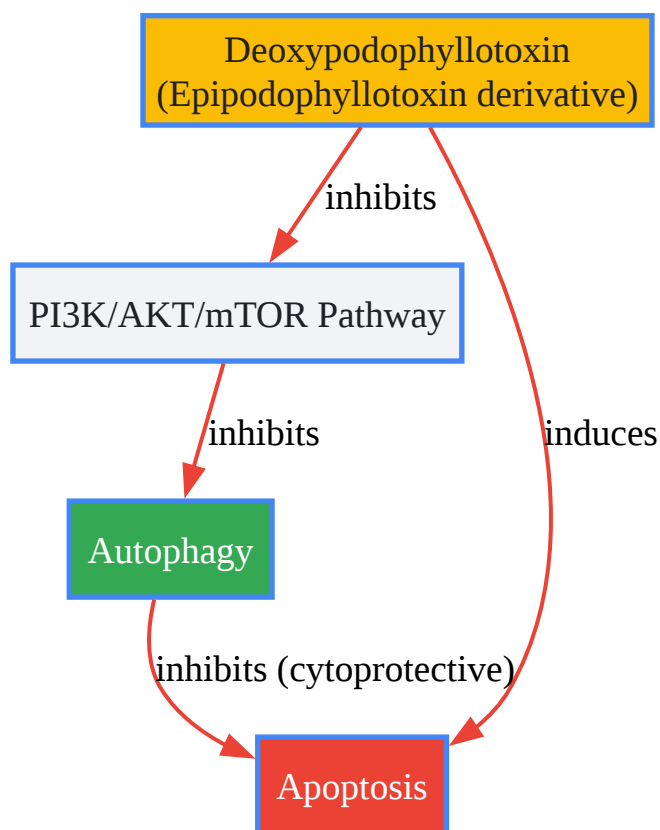 Deoxypodophyllotoxin
(Epipodophyllotoxin derivative)
inhibits
PI3K/AKT/mTOR Pathway
inhibits
induces
Autophagy
inhibits (cytoprotective)
Apoptosis